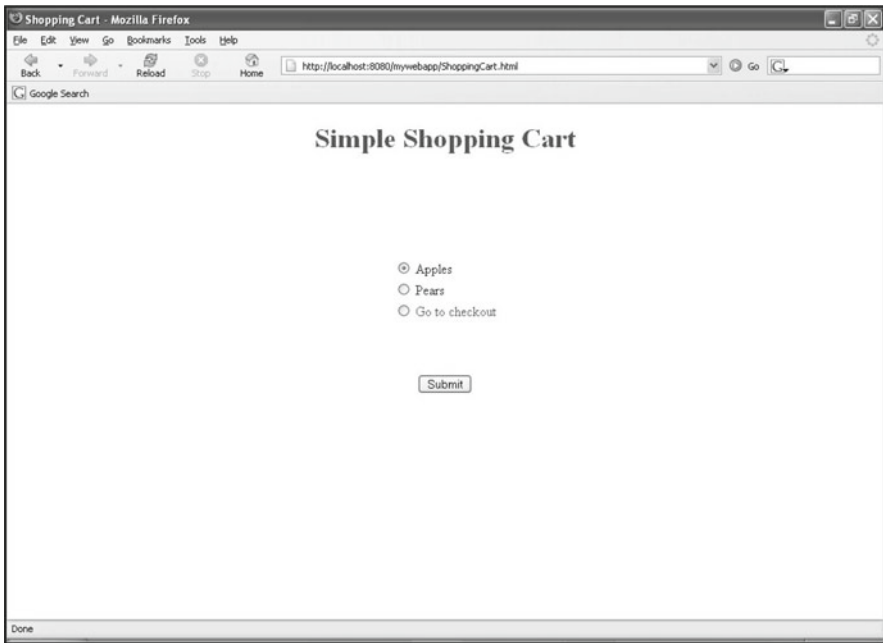 Shopping Cart - Mozilla Firefox
File Edit View Go Bookmarks Tools Help
Back Forward Reload Stop Home http://localhost:8080/mywebapp/ShoppingCart.html Go G
G Google Search
Simple Shopping Cart
Apples
Pears
Go to checkout
Submit
Done